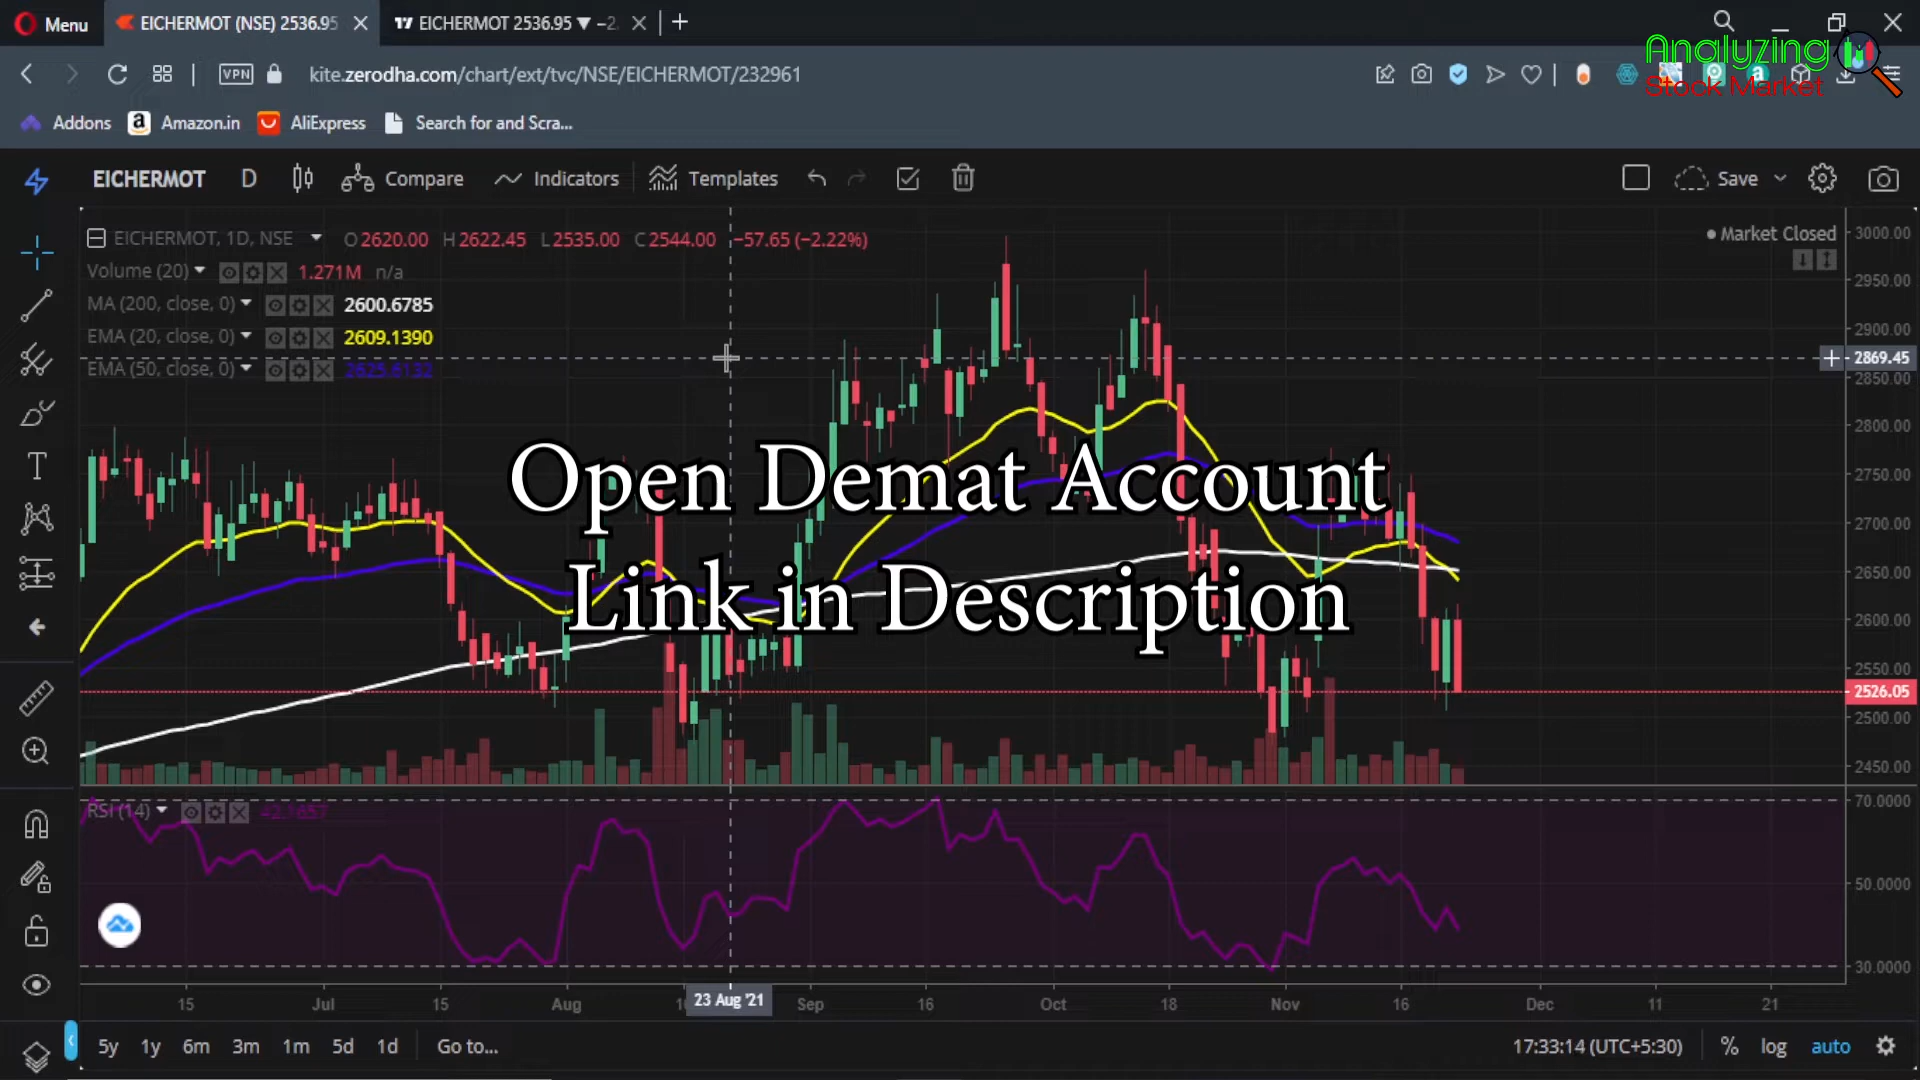 Menu
EICHERMOT (NSE) 2536.95
EICHERMOT 2536.95 ▼ −2.
Analyzing
Stock Market
VPN
kite.zerodha.com/chart/ext/tvc/NSE/EICHERMOT/232961
Addons
Amazon.in
AliExpress
Search for and Scra...
EICHERMOT
D
Compare
Indicators
Templates
Save
EICHERMOT, 1D, NSE
O2620.00 H2622.45 L2535.00 C2544.00 −57.65 (−2.22%)
Market Closed
Volume (20)
1.271M n/a
MA (200, close, 0)
2600.6785
EMA (20, close, 0)
2609.1390
EMA (50, close, 0)
2625.6132
3000.00
2950.00
2900.00
2869.45
2850.00
2800.00
2750.00
2700.00
2650.00
2600.00
2550.00
2526.05
2500.00
2450.00
Open Demat Account
Link in Description
RSI (14)
42.1657
70.0000
50.0000
30.0000
15 Jul 15 Aug 23 Aug '21 Sep 16 Oct 18 Nov 16 Dec 11 21
5y 1y 6m 3m 1m 5d 1d Go to...
17:33:14 (UTC+5:30) % log auto